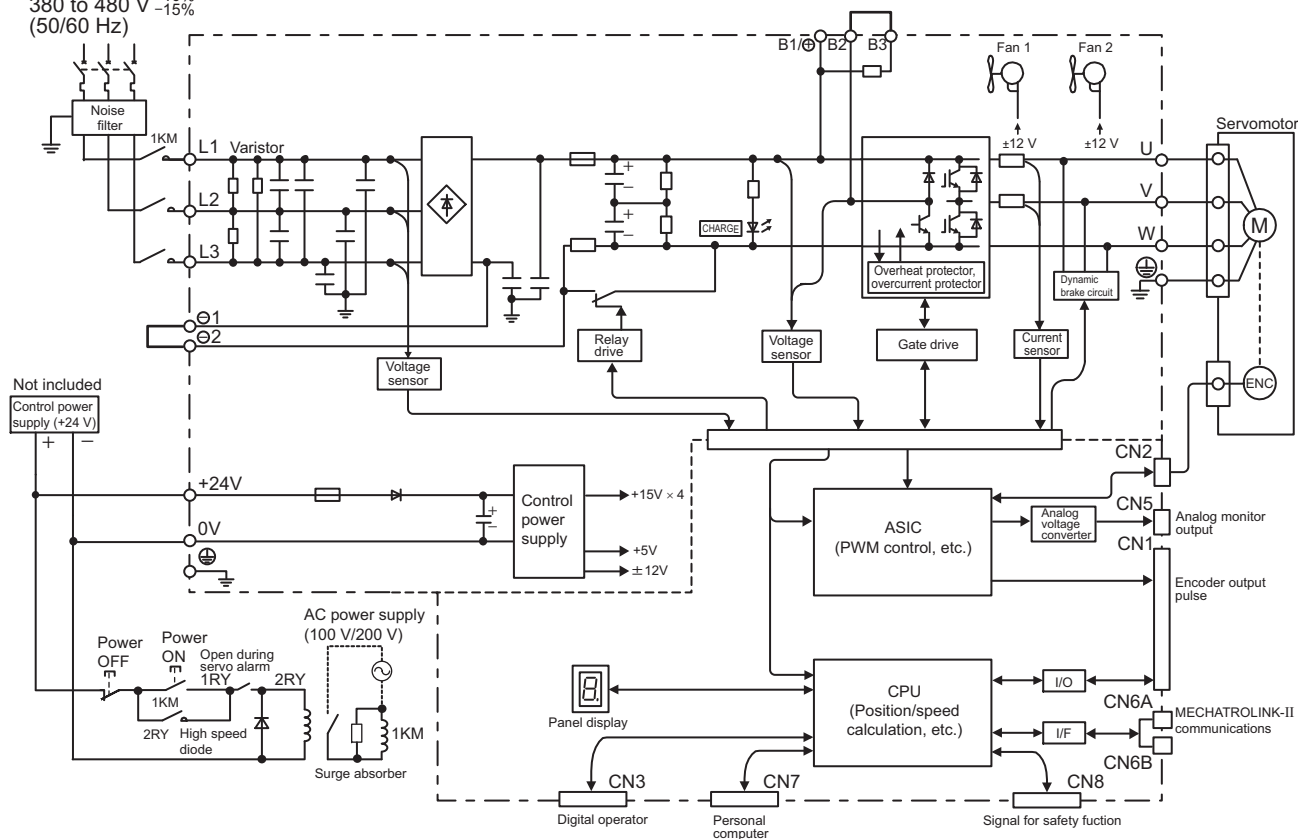 380 to 480 V
−15%
(50/60 Hz)
B1/⊕
B2
B3
Fan 1
Fan 2
Noise
filter
1KM
±12 V
±12 V
Servomotor
L1
Varistor
U
L2
V
CHARGE
M
L3
W
Overheat protector,
overcurrent protector
Dynamic
brake circuit
⊖1
⊖2
Relay
drive
Voltage
sensor
Gate drive
Current
sensor
Voltage
sensor
ENC
Not included
Control power
supply (+24 V)
+
−
CN2
+24V
+
−
Control
power
supply
+15V × 4
+5V
±12V
0V
ASIC
(PWM control, etc.)
Analog
voltage
converter
CN5
Analog monitor
output
CN1
Encoder output
pulse
AC power supply
(100 V/200 V)
Power
OFF
Power
ON
Open during
servo alarm
1RY
2RY
1KM
2RY
High speed
diode
1KM
Surge absorber
8
Panel display
CPU
(Position/speed
calculation, etc.)
I/O
CN6A
I/F
MECHATROLINK-II
communications
CN6B
CN3
CN7
CN8
Digital operator
Personal
computer
Signal for safety fuction